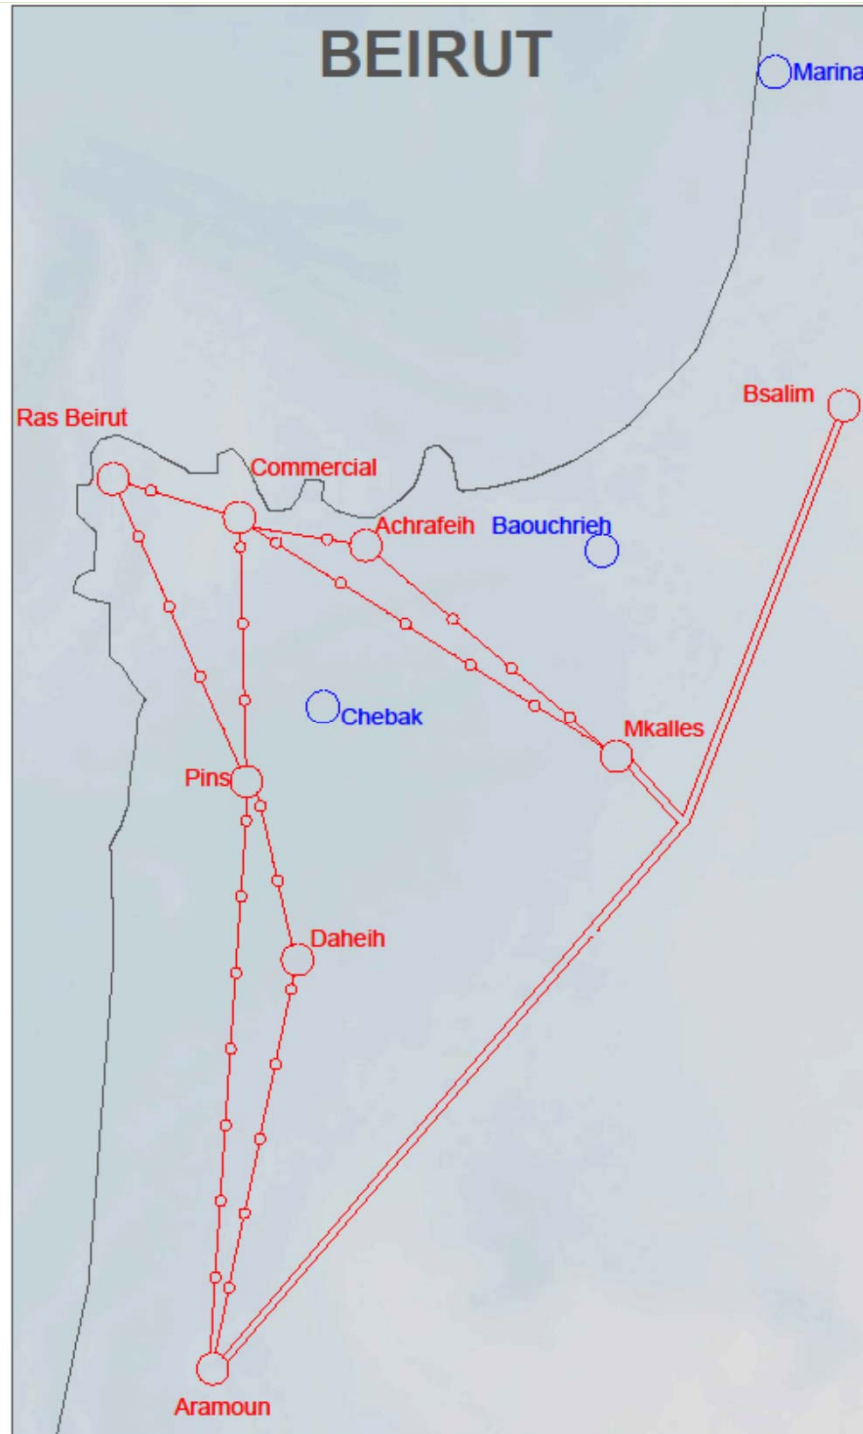 BEIRUT
Marina
Bsalim
Ras Beirut
Commercial
Achrafeih
Baouchrieh
Chebak
Mkalles
Pins
Daheih
Aramoun